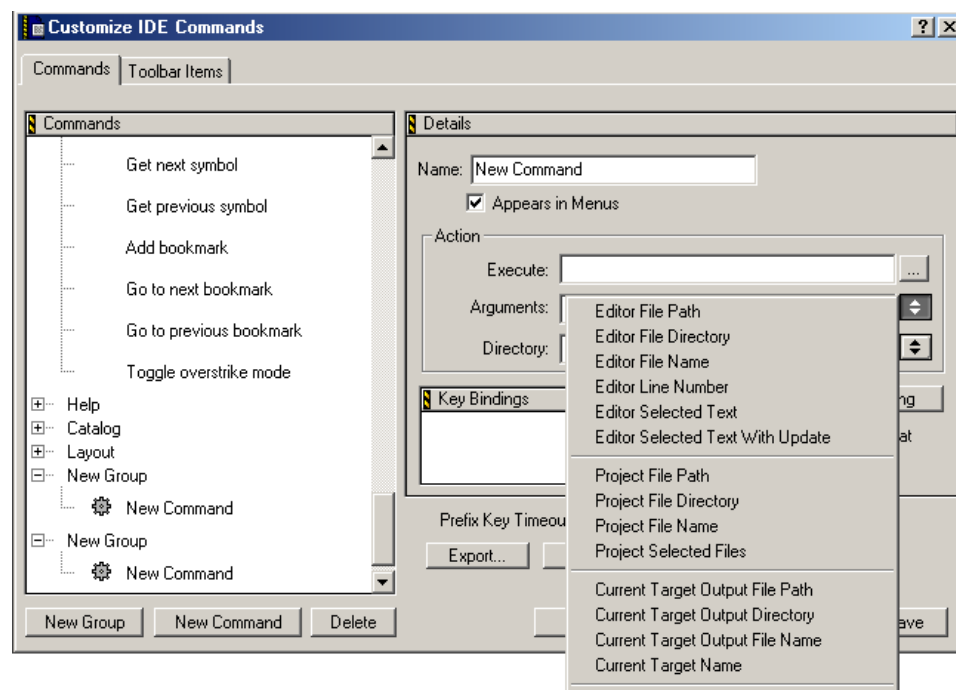 Customize IDE Commands
Commands
Toolbar Items
Commands
Get next symbol
Get previous symbol
Add bookmark
Go to next bookmark
Go to previous bookmark
Toggle overstrike mode
Help
Catalog
Layout
New Group
New Command
New Group
New Command
New Group
New Command
Delete
Details
Name: New Command
Appears in Menus
Action
Execute:
...
Arguments:
Directory:
Key Bindings
ng
at
Prefix Key Timeou
Export...
ave
Editor File Path
Editor File Directory
Editor File Name
Editor Line Number
Editor Selected Text
Editor Selected Text With Update
Project File Path
Project File Directory
Project File Name
Project Selected Files
Current Target Output File Path
Current Target Output Directory
Current Target Output File Name
Current Target Name